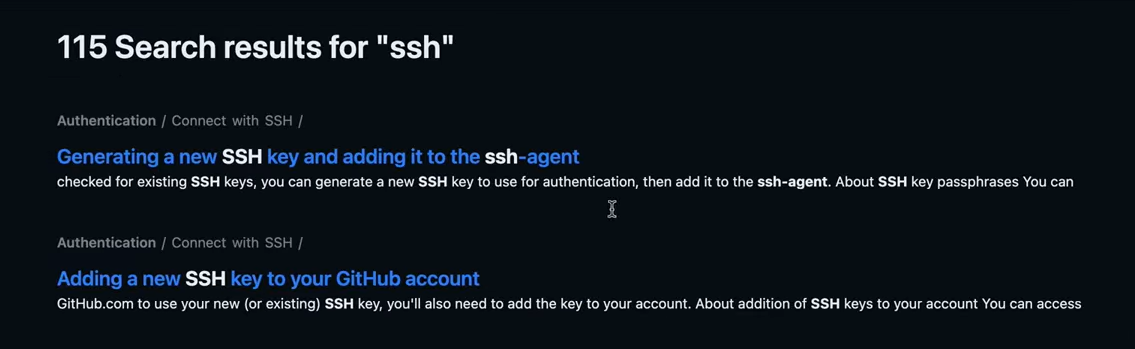 115 Search results for "ssh"
Authentication / Connect with SSH /
Generating a new SSH key and adding it to the ssh-agent
checked for existing SSH keys, you can generate a new SSH key to use for authentication, then add it to the ssh-agent. About SSH key passphrases You can
Authentication / Connect with SSH /
Adding a new SSH key to your GitHub account
GitHub.com to use your new (or existing) SSH key, you'll also need to add the key to your account. About addition of SSH keys to your account You can access